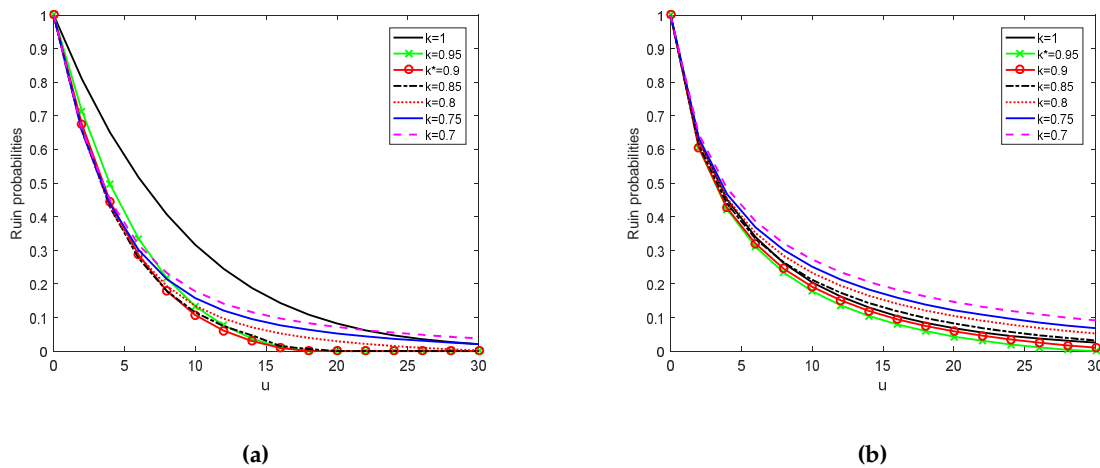 Ruin probabilities
1
0.9
0.8
0.7
0.6
0.5
0.4
0.3
0.2
0.1
0
0 5 10 15 20 25 30
u
k=1
k=0.95
k*=0.9
k=0.85
k=0.8
k=0.75
k=0.7
(a)
Ruin probabilities
1
0.9
0.8
0.7
0.6
0.5
0.4
0.3
0.2
0.1
0
0 5 10 15 20 25 30
u
k=1
k*=0.95
k=0.9
k=0.85
k=0.8
k=0.75
k=0.7
(b)